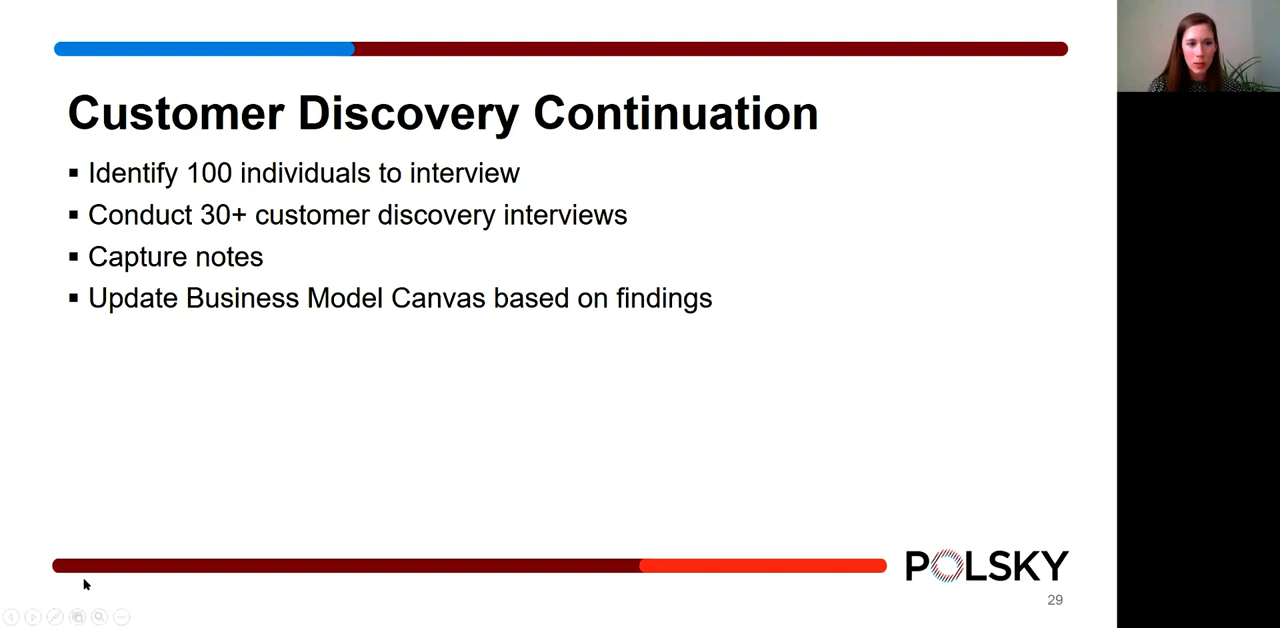 Customer Discovery Continuation
▪ Identify 100 individuals to interview
▪ Conduct 30+ customer discovery interviews
▪ Capture notes
▪ Update Business Model Canvas based on findings
POLSKY
29